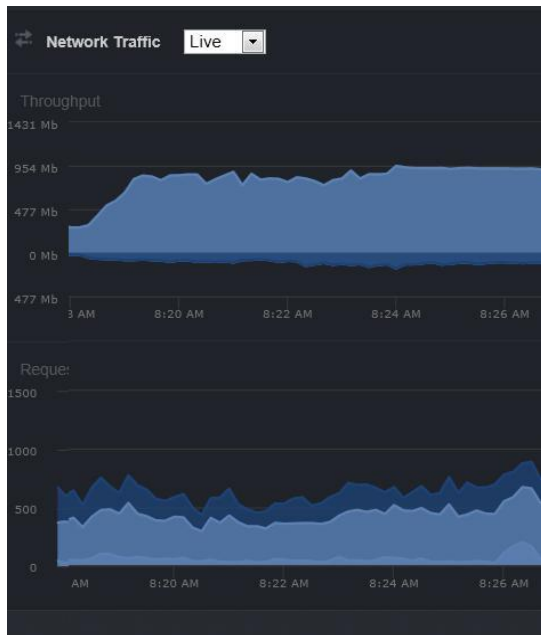 Network Traffic Live
Throughput
1431 Mb
954 Mb
477 Mb
0 Mb
477 Mb
3 AM 8:20 AM 8:22 AM 8:24 AM 8:26 AM
Reques
1500
1000
500
0
AM 8:20 AM 8:22 AM 8:24 AM 8:26 AM